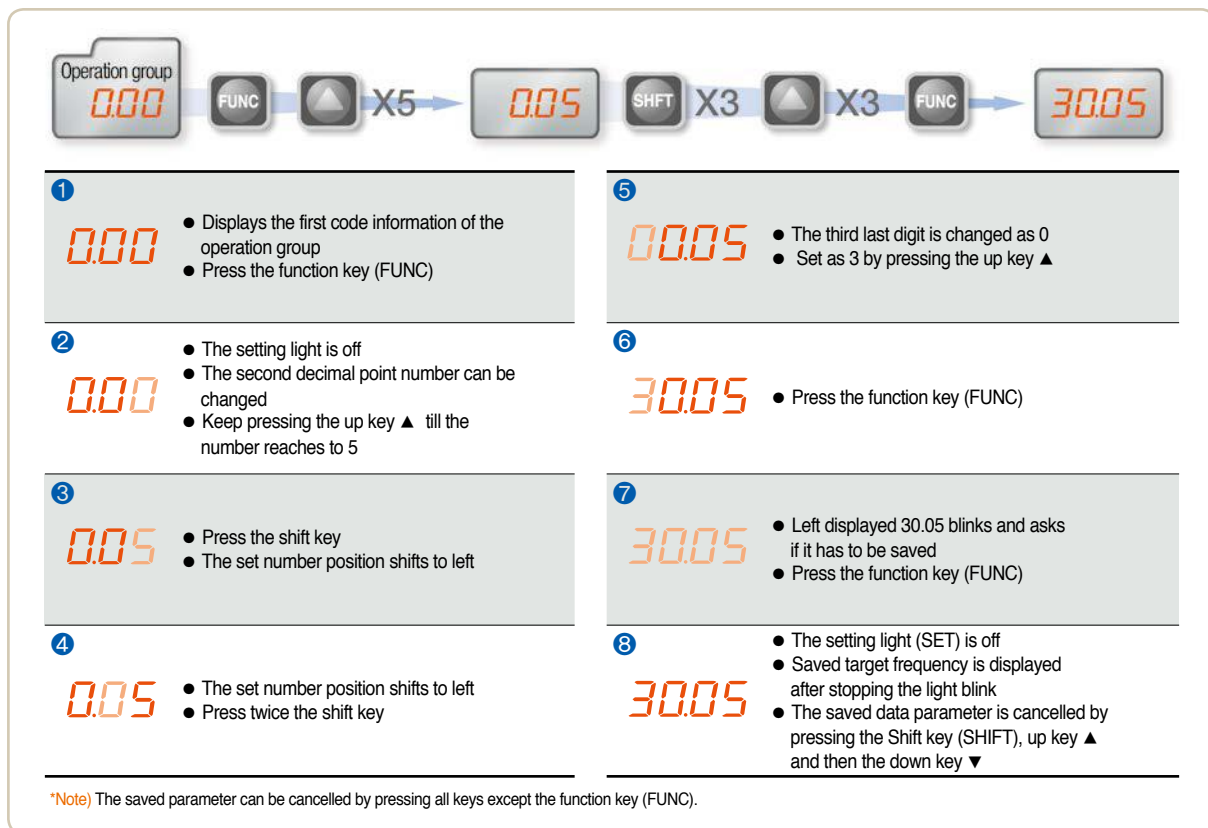 Operation group
0.00
FUNC
▲
X5
0.05
SHFT
X3
▲
X3
FUNC
30.05
1
0.00
● Displays the first code information of the
operation group
● Press the function key (FUNC)
2
0.00
● The setting light is off
● The second decimal point number can be
changed
● Keep pressing the up key ▲ till the
number reaches to 5
3
0.05
● Press the shift key
● The set number position shifts to left
4
0.05
● The set number position shifts to left
● Press twice the shift key
5
00.05
● The third last digit is changed as 0
● Set as 3 by pressing the up key ▲
6
30.05
● Press the function key (FUNC)
7
30.05
● Left displayed 30.05 blinks and asks
if it has to be saved
● Press the function key (FUNC)
8
30.05
● The setting light (SET) is off
● Saved target frequency is displayed
after stopping the light blink
● The saved data parameter is cancelled by
pressing the Shift key (SHIFT), up key ▲
and then the down key ▼
*Note) The saved parameter can be cancelled by pressing all keys except the function key (FUNC).